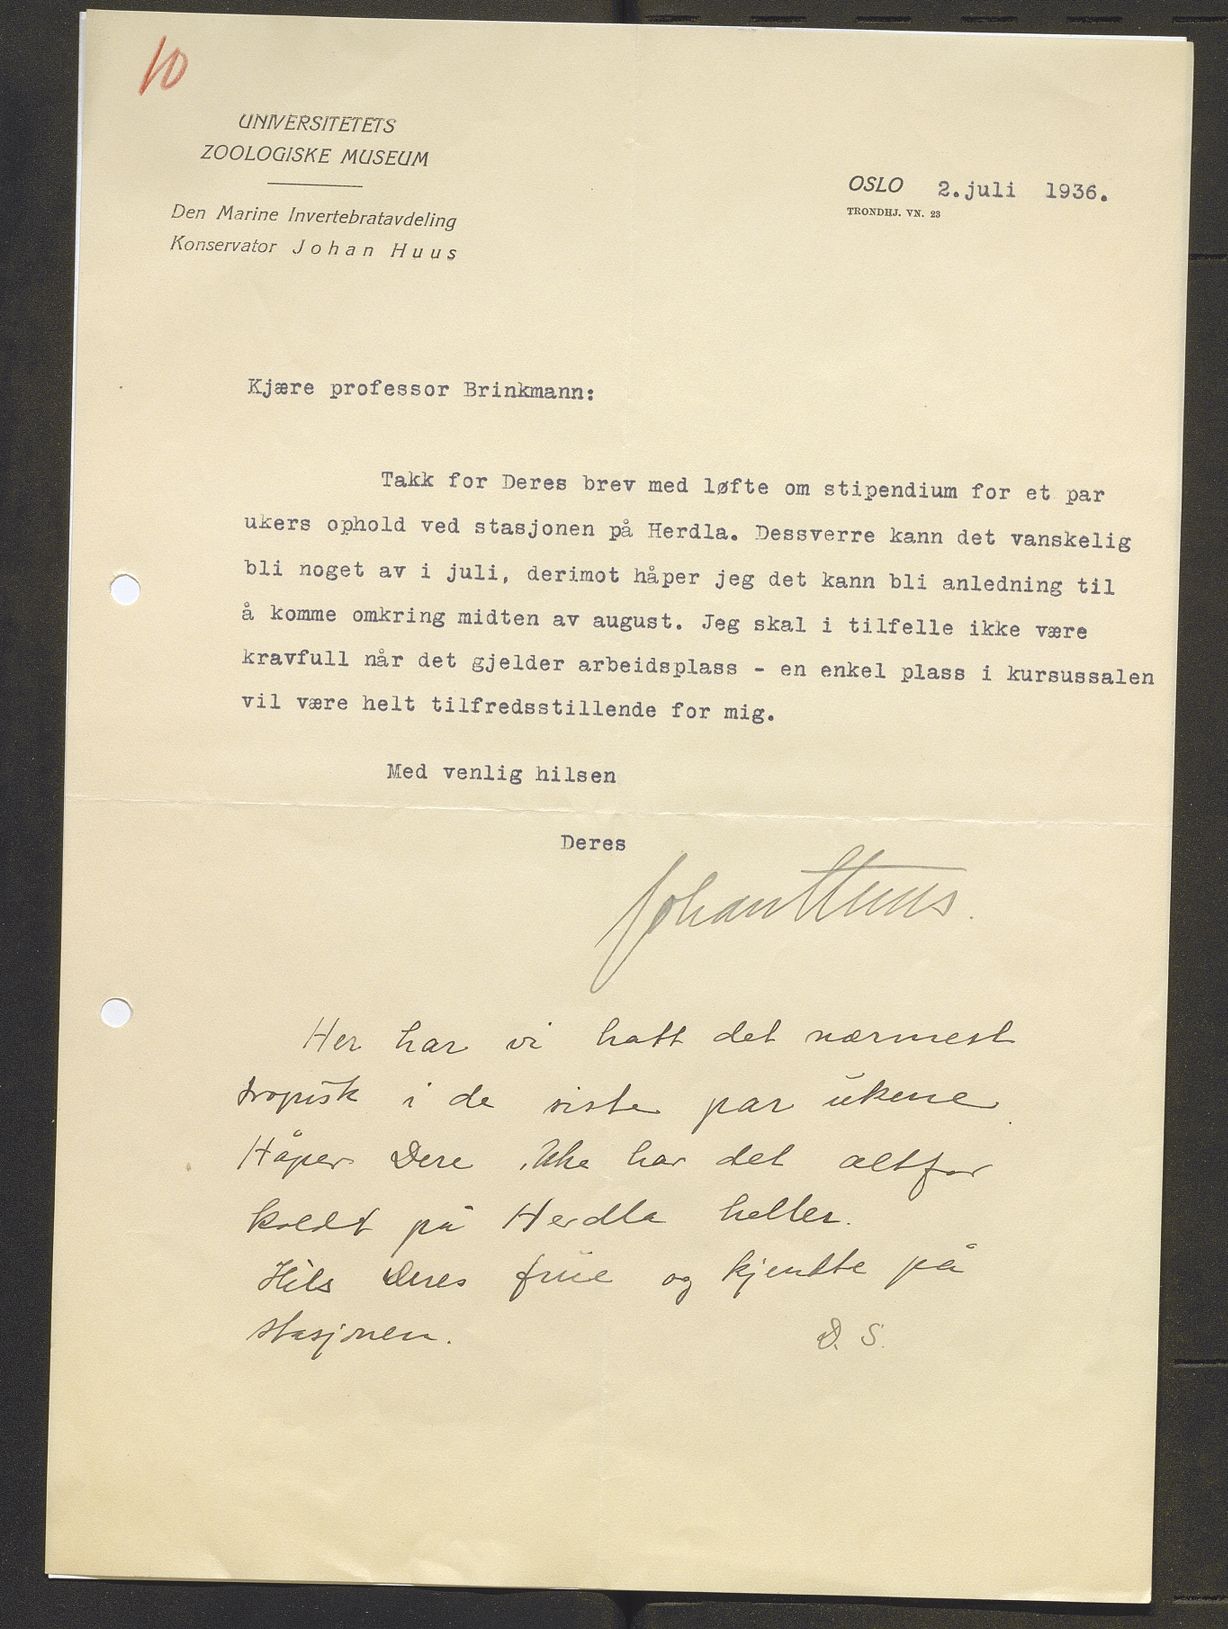 10
UNIVERSITETETS
ZOOLOGISKE MUSEUM
Den Marine Invertebratavdeling
Konservator Johan Huus
OSLO 2.juli 1936.
TRONDHJ. VN. 23
Kjære professor Brinkmann:
Takk for Deres brev med løfte om stipendium for et par
ukers ophold ved stasjonen på Herdla. Dessverre kann det vanskelig
bli noget av i juli, derimot håper jeg det kann bli anledning til
å komme omkring midten av august. Jeg skal i tilfelle ikke være
kravfull når det gjelder arbeidsplass - en enkel plass i kursussalen
vil være helt tilfredsstillende for mig.
Med venlig hilsen
Deres
Johan Huus.
Her har vi hatt det nærmest
tropisk i de siste par ukene.
Håper Dere ikke har det altfor
koldt på Herdla heller.
Hils Deres frue og kjendte på
stasjonen.
D. S.